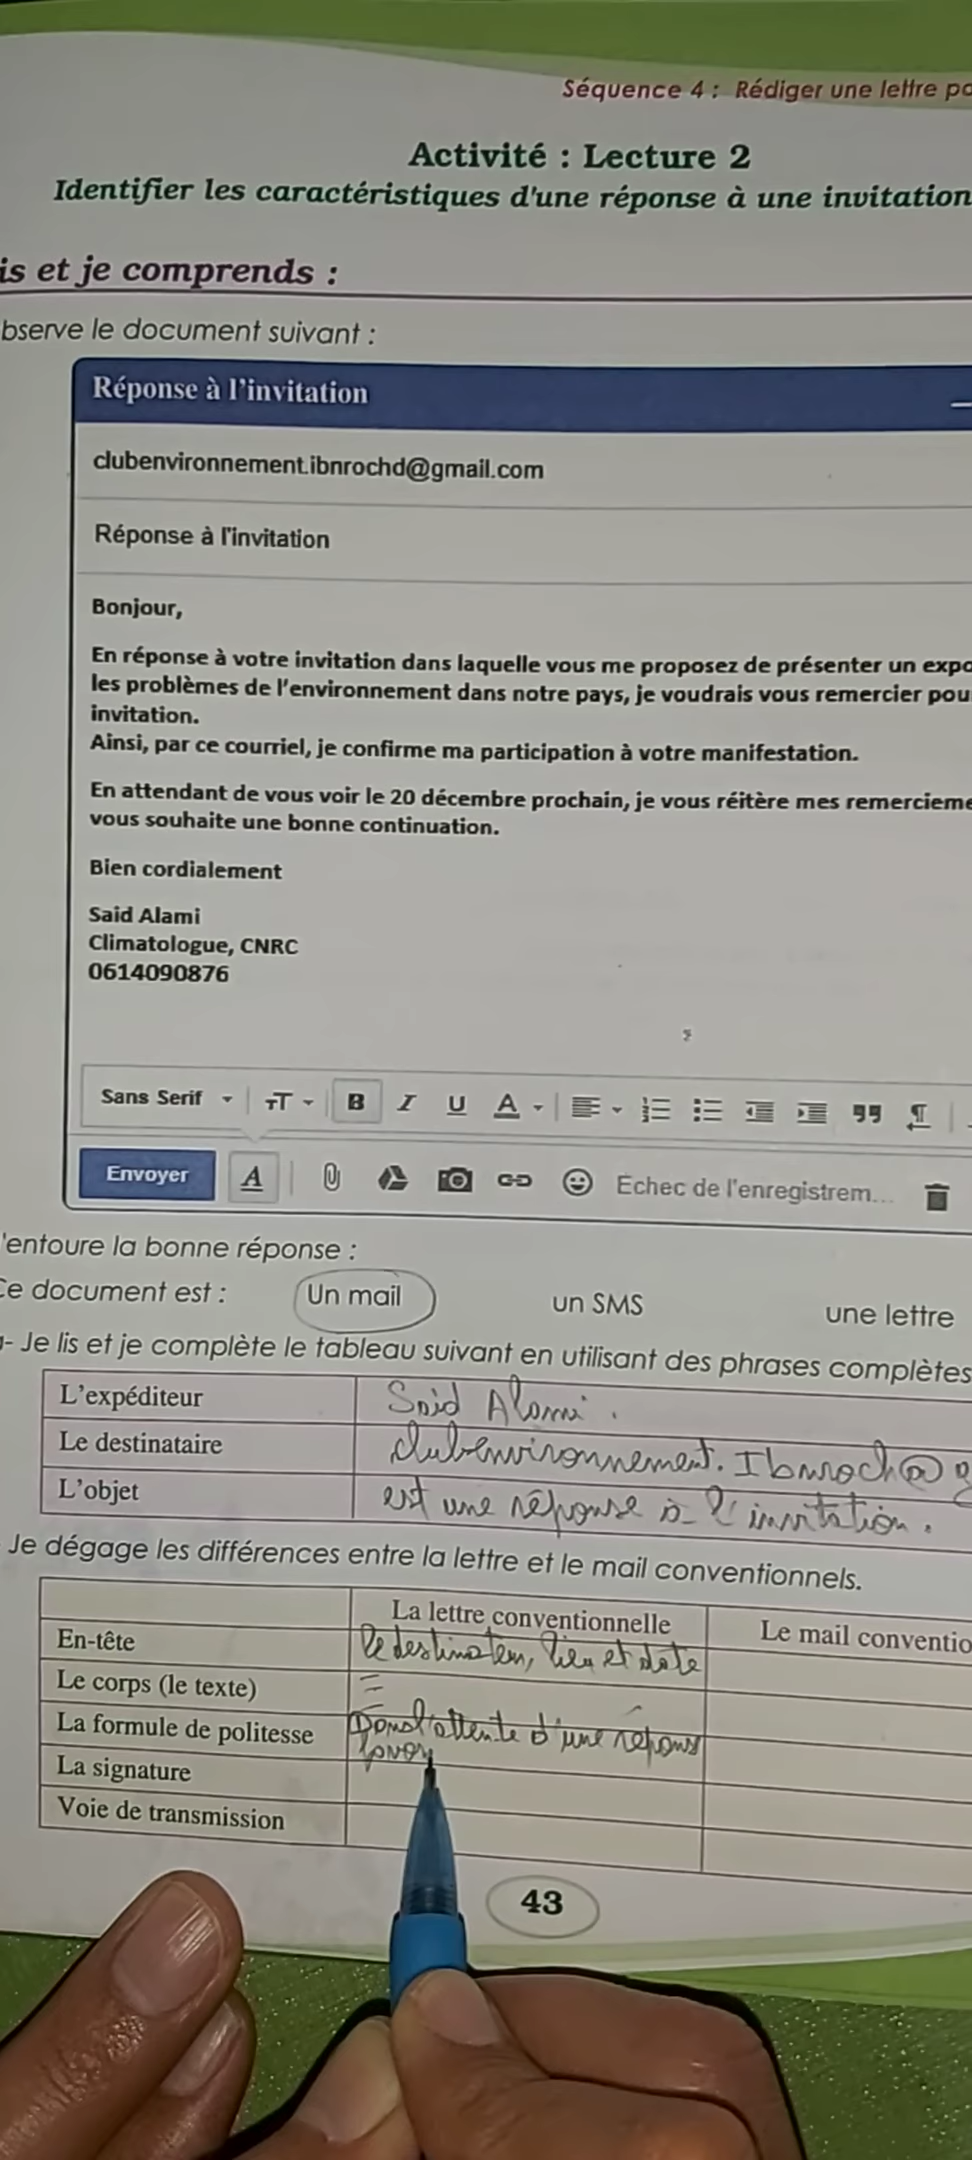 Séquence 4 : Rédiger une lettre po
Activité : Lecture 2
Identifier les caractéristiques d'une réponse à une invitation
is et je comprends :
bserve le document suivant :
Réponse à l'invitation
clubenvironnement.ibnrochd@gmail.com
Réponse à l'invitation
Bonjour,
En réponse à votre invitation dans laquelle vous me proposez de présenter un expo
les problèmes de l'environnement dans notre pays, je voudrais vous remercier pou
invitation.
Ainsi, par ce courriel, je confirme ma participation à votre manifestation.
En attendant de vous voir le 20 décembre prochain, je vous réitère mes remercieme
vous souhaite une bonne continuation.
Bien cordialement
Said Alami
Climatologue, CNRC
0614090876
Sans Serif TT B I U A
Envoyer A Echec de l'enregistrem...
'entoure la bonne réponse :
Ce document est : Un mail un SMS une lettre
- Je lis et je complète le tableau suivant en utilisant des phrases complètes
L'expéditeur Said Alami.
Le destinataire clubenvironnement.Ibnroch@g
L'objet est une réponse à l'invitation.
Je dégage les différences entre la lettre et le mail conventionnels.
La lettre conventionnelle Le mail conventio
En-tête le destinateur, lieu et date
Le corps (le texte) =
La formule de politesse Dans l'attente d'une repons
favor
La signature
Voie de transmission
43